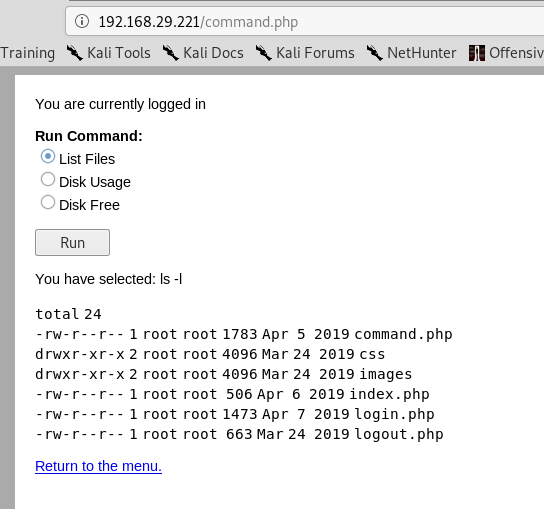 192.168.29.221/command.php
Training Kali Tools Kali Docs Kali Forums NetHunter Offensiv
You are currently logged in
Run Command:
List Files
Disk Usage
Disk Free
Run
You have selected: ls -l
total 24
-rw-r--r-- 1 root root 1783 Apr 5 2019 command.php
drwxr-xr-x 2 root root 4096 Mar 24 2019 css
drwxr-xr-x 2 root root 4096 Mar 24 2019 images
-rw-r--r-- 1 root root 506 Apr 6 2019 index.php
-rw-r--r-- 1 root root 1473 Apr 7 2019 login.php
-rw-r--r-- 1 root root 663 Mar 24 2019 logout.php
Return to the menu.